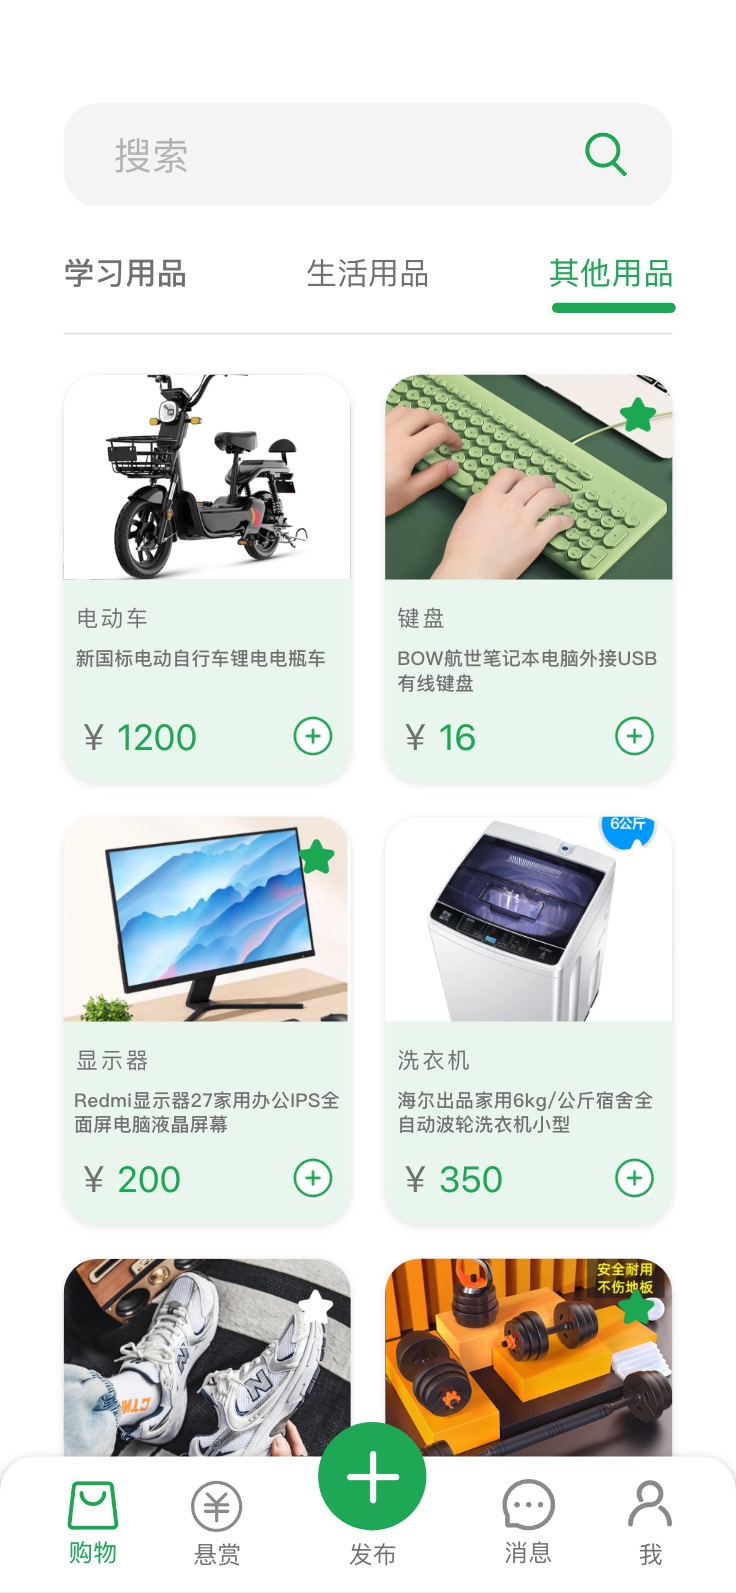 搜索
学习用品 生活用品 其他用品
电动车
新国标电动自行车锂电电瓶车
¥ 1200
键盘
BOW航世笔记本电脑外接USB
有线键盘
¥ 16
6公斤
显示器
Redmi显示器27家用办公IPS全
面屏电脑液晶屏幕
¥ 200
洗衣机
海尔出品家用6kg/公斤宿舍全
自动波轮洗衣机小型
¥ 350
N
N
安全耐用
不伤地板
购物 悬赏 发布 消息 我